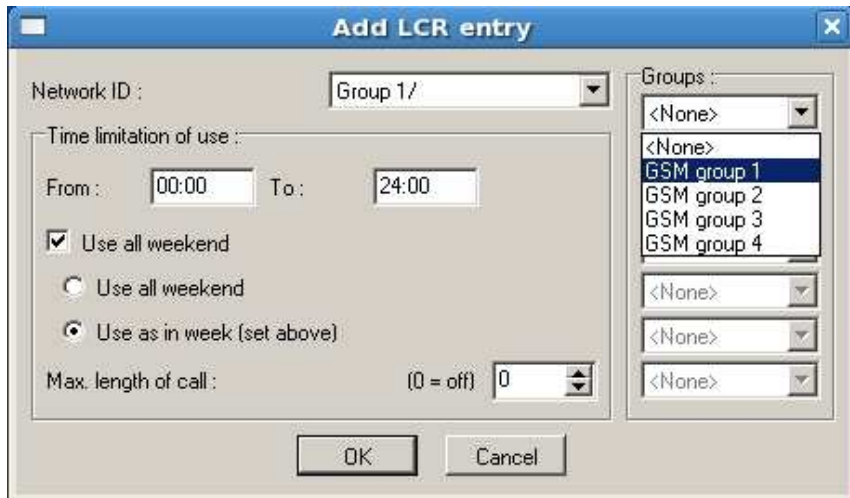 Add LCR entry
Network ID :
Group 1/
Groups :
<None>
<None>
GSM group 1
GSM group 2
GSM group 3
GSM group 4
Time limitation of use :
From :
00:00
To :
24:00
Use all weekend
Use all weekend
Use as in week (set above)
Max. length of call :
(0 = off)
0
<None>
<None>
<None>
OK
Cancel